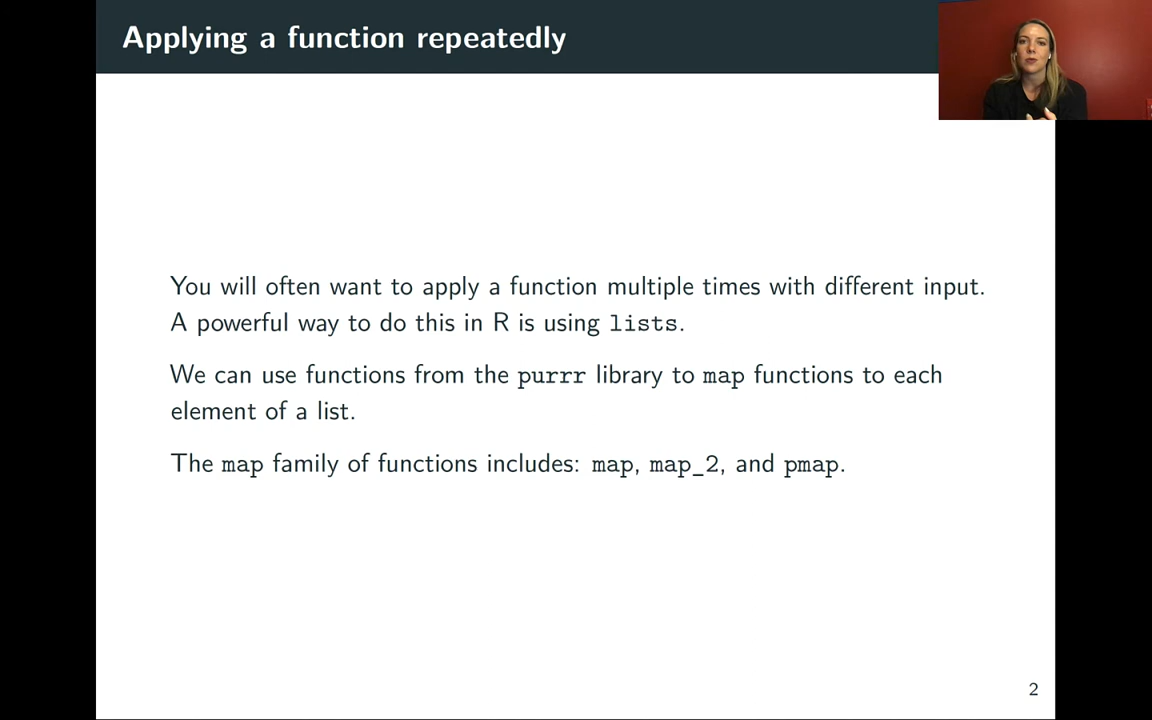 Applying a function repeatedly
You will often want to apply a function multiple times with different input.
A powerful way to do this in R is using lists.
We can use functions from the purrr library to map functions to each
element of a list.
The map family of functions includes: map, map_2, and pmap.
2